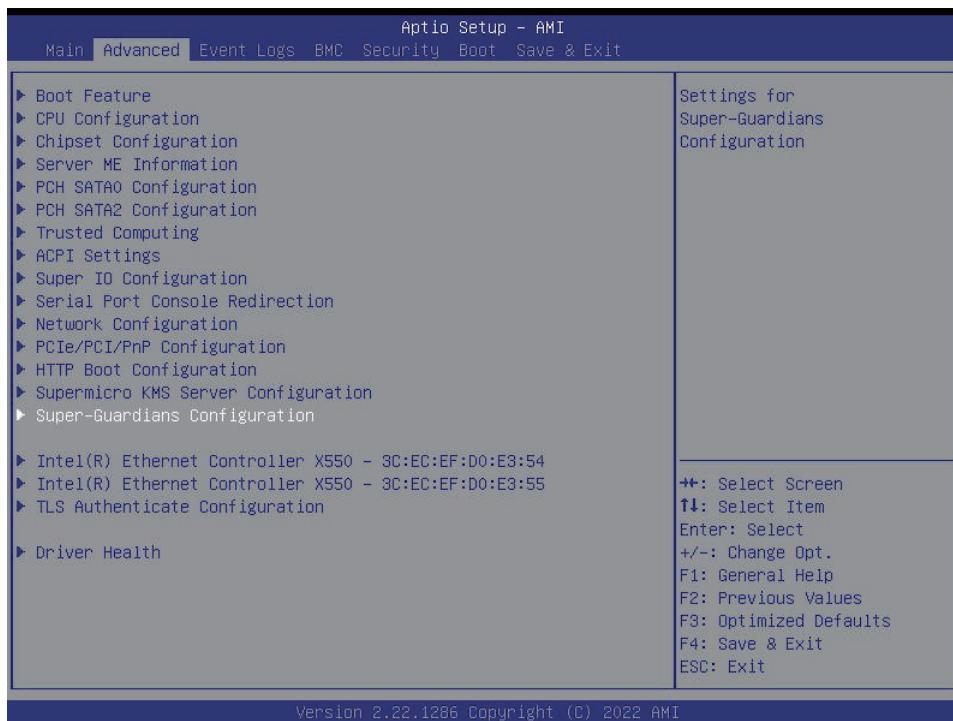 Aptio Setup - AMI
Main Advanced Event Logs BMC Security Boot Save & Exit
▶ Boot Feature
▶ CPU Configuration
▶ Chipset Configuration
▶ Server ME Information
▶ PCH SATA0 Configuration
▶ PCH SATA2 Configuration
▶ Trusted Computing
▶ ACPI Settings
▶ Super IO Configuration
▶ Serial Port Console Redirection
▶ Network Configuration
▶ PCIe/PCI/PnP Configuration
▶ HTTP Boot Configuration
▶ Supermicro KMS Server Configuration
▶ Super-Guardians Configuration
▶ Intel(R) Ethernet Controller X550 - 3C:EC:EF:D0:E3:54
▶ Intel(R) Ethernet Controller X550 - 3C:EC:EF:D0:E3:55
▶ TLS Authenticate Configuration
▶ Driver Health
Settings for
Super-Guardians
Configuration
→←: Select Screen
↑↓: Select Item
Enter: Select
+/-: Change Opt.
F1: General Help
F2: Previous Values
F3: Optimized Defaults
F4: Save & Exit
ESC: Exit
Version 2.22.1286 Copyright (C) 2022 AMI